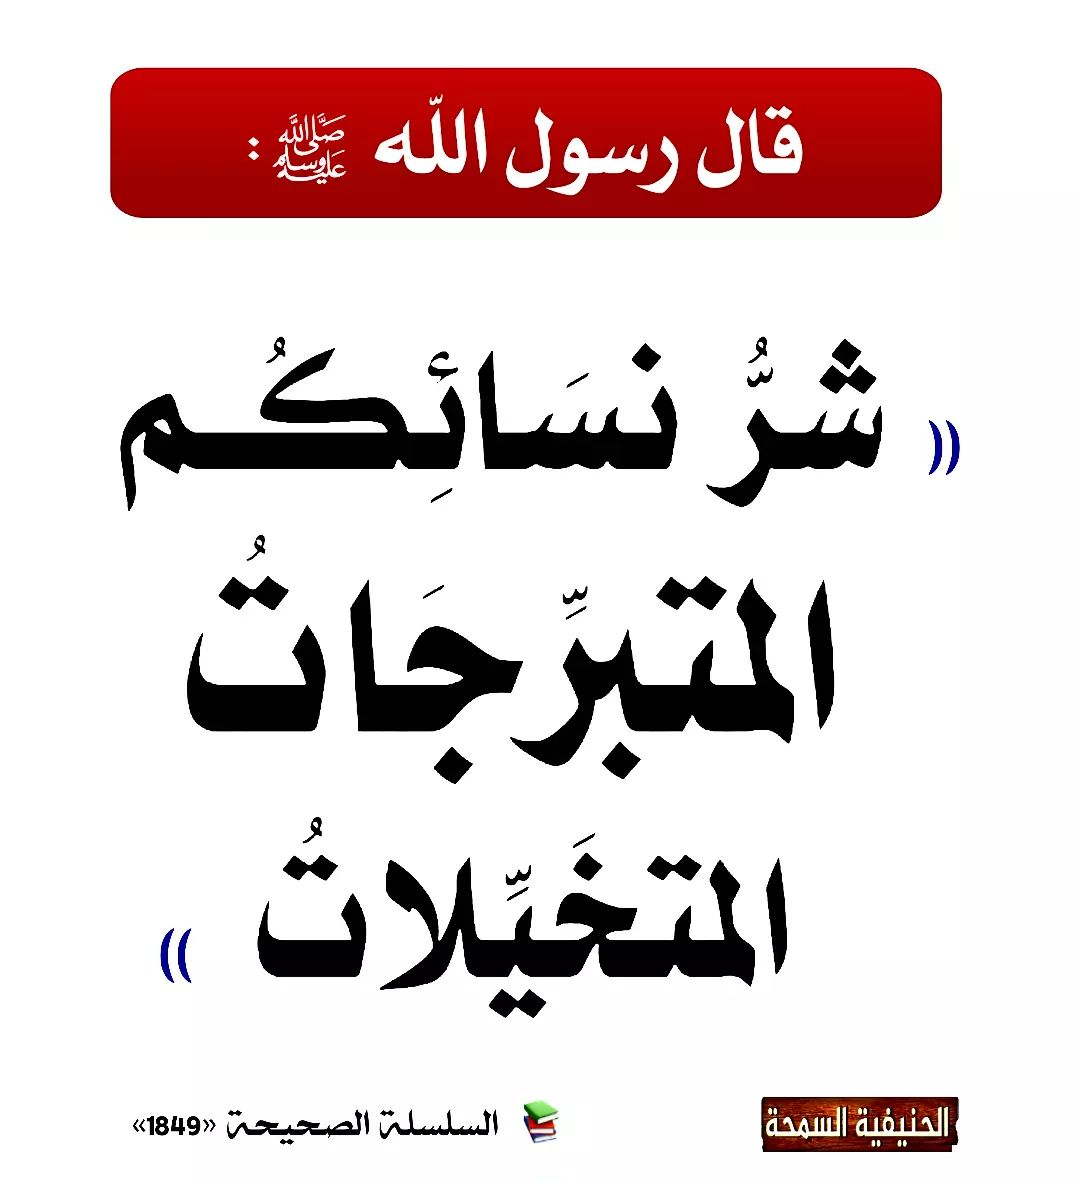 قال رسول الله ﷺ :
(( شرُّ نسَائِكُم
المتبرِّجَاتُ
المتخَيِّلاتُ ))
الحنيفية السمحة
السلسلة الصحيحة «1849»